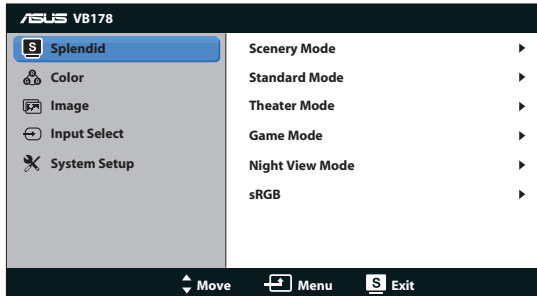 ASUS VB178
S Splendid
Color
Image
Input Select
System Setup
Scenery Mode
Standard Mode
Theater Mode
Game Mode
Night View Mode
sRGB
Move Menu S Exit